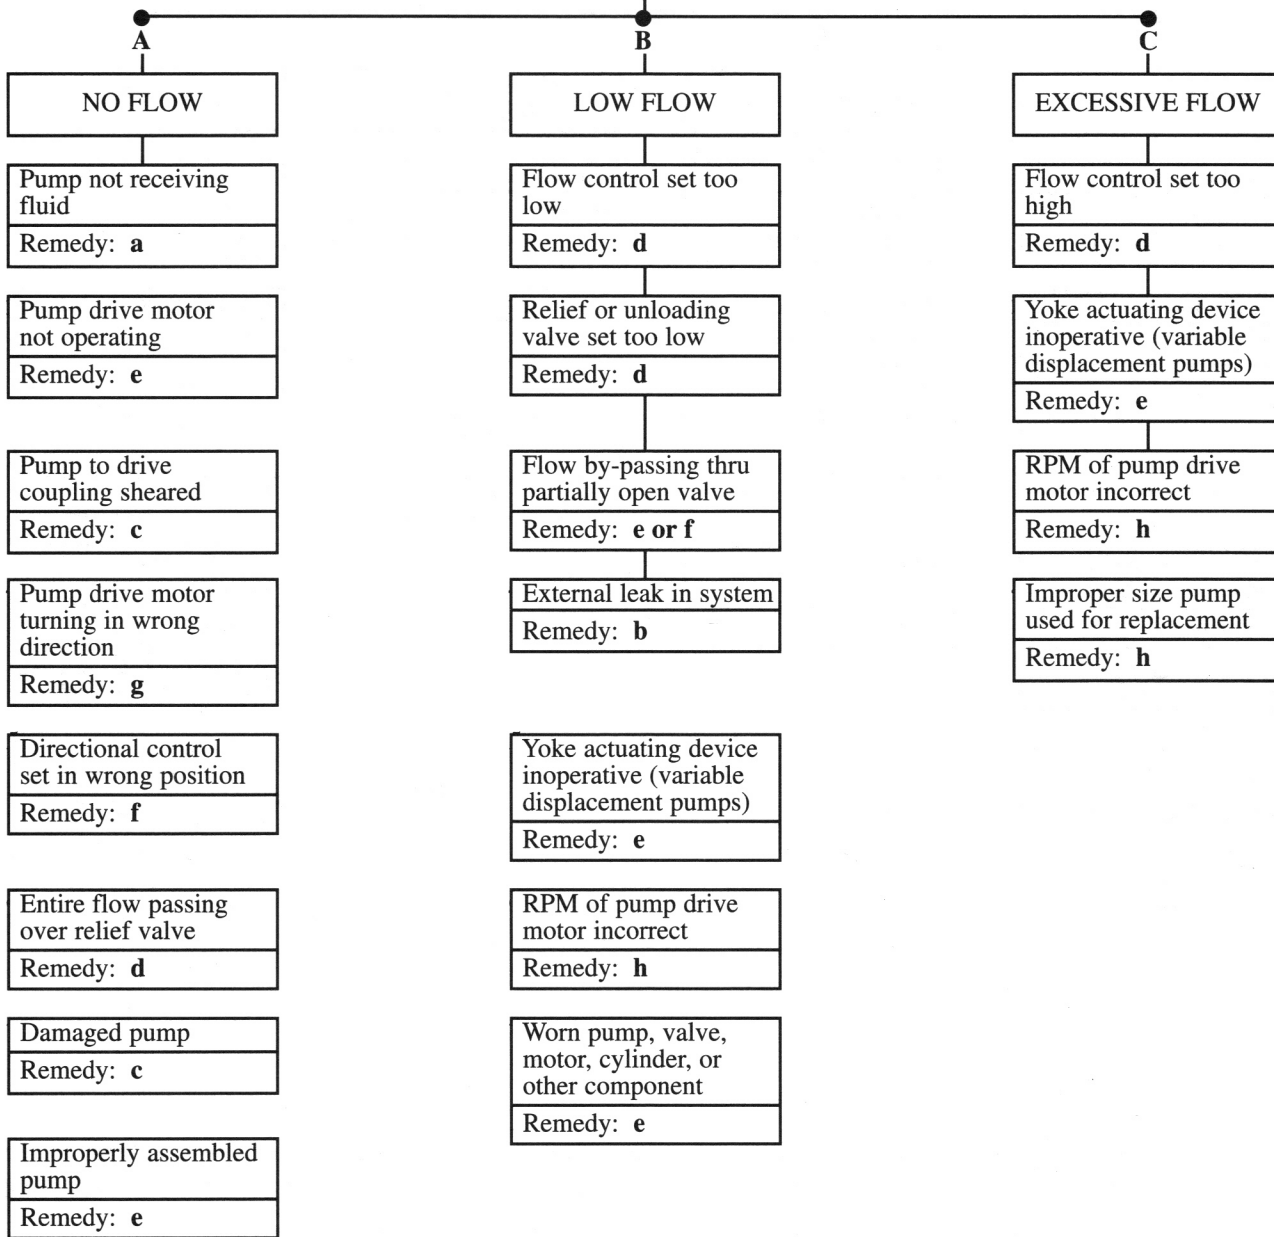 A
NO FLOW
Pump not receiving
fluid
Remedy: a
Pump drive motor
not operating
Remedy: e
Pump to drive
coupling sheared
Remedy: c
Pump drive motor
turning in wrong
direction
Remedy: g
Directional control
set in wrong position
Remedy: f
Entire flow passing
over relief valve
Remedy: d
Damaged pump
Remedy: c
Improperly assembled
pump
Remedy: e
B
LOW FLOW
Flow control set too
low
Remedy: d
Relief or unloading
valve set too low
Remedy: d
Flow by-passing thru
partially open valve
Remedy: e or f
External leak in system
Remedy: b
Yoke actuating device
inoperative (variable
displacement pumps)
Remedy: e
RPM of pump drive
motor incorrect
Remedy: h
Worn pump, valve,
motor, cylinder, or
other component
Remedy: e
C
EXCESSIVE FLOW
Flow control set too
high
Remedy: d
Yoke actuating device
inoperative (variable
displacement pumps)
Remedy: e
RPM of pump drive
motor incorrect
Remedy: h
Improper size pump
used for replacement
Remedy: h